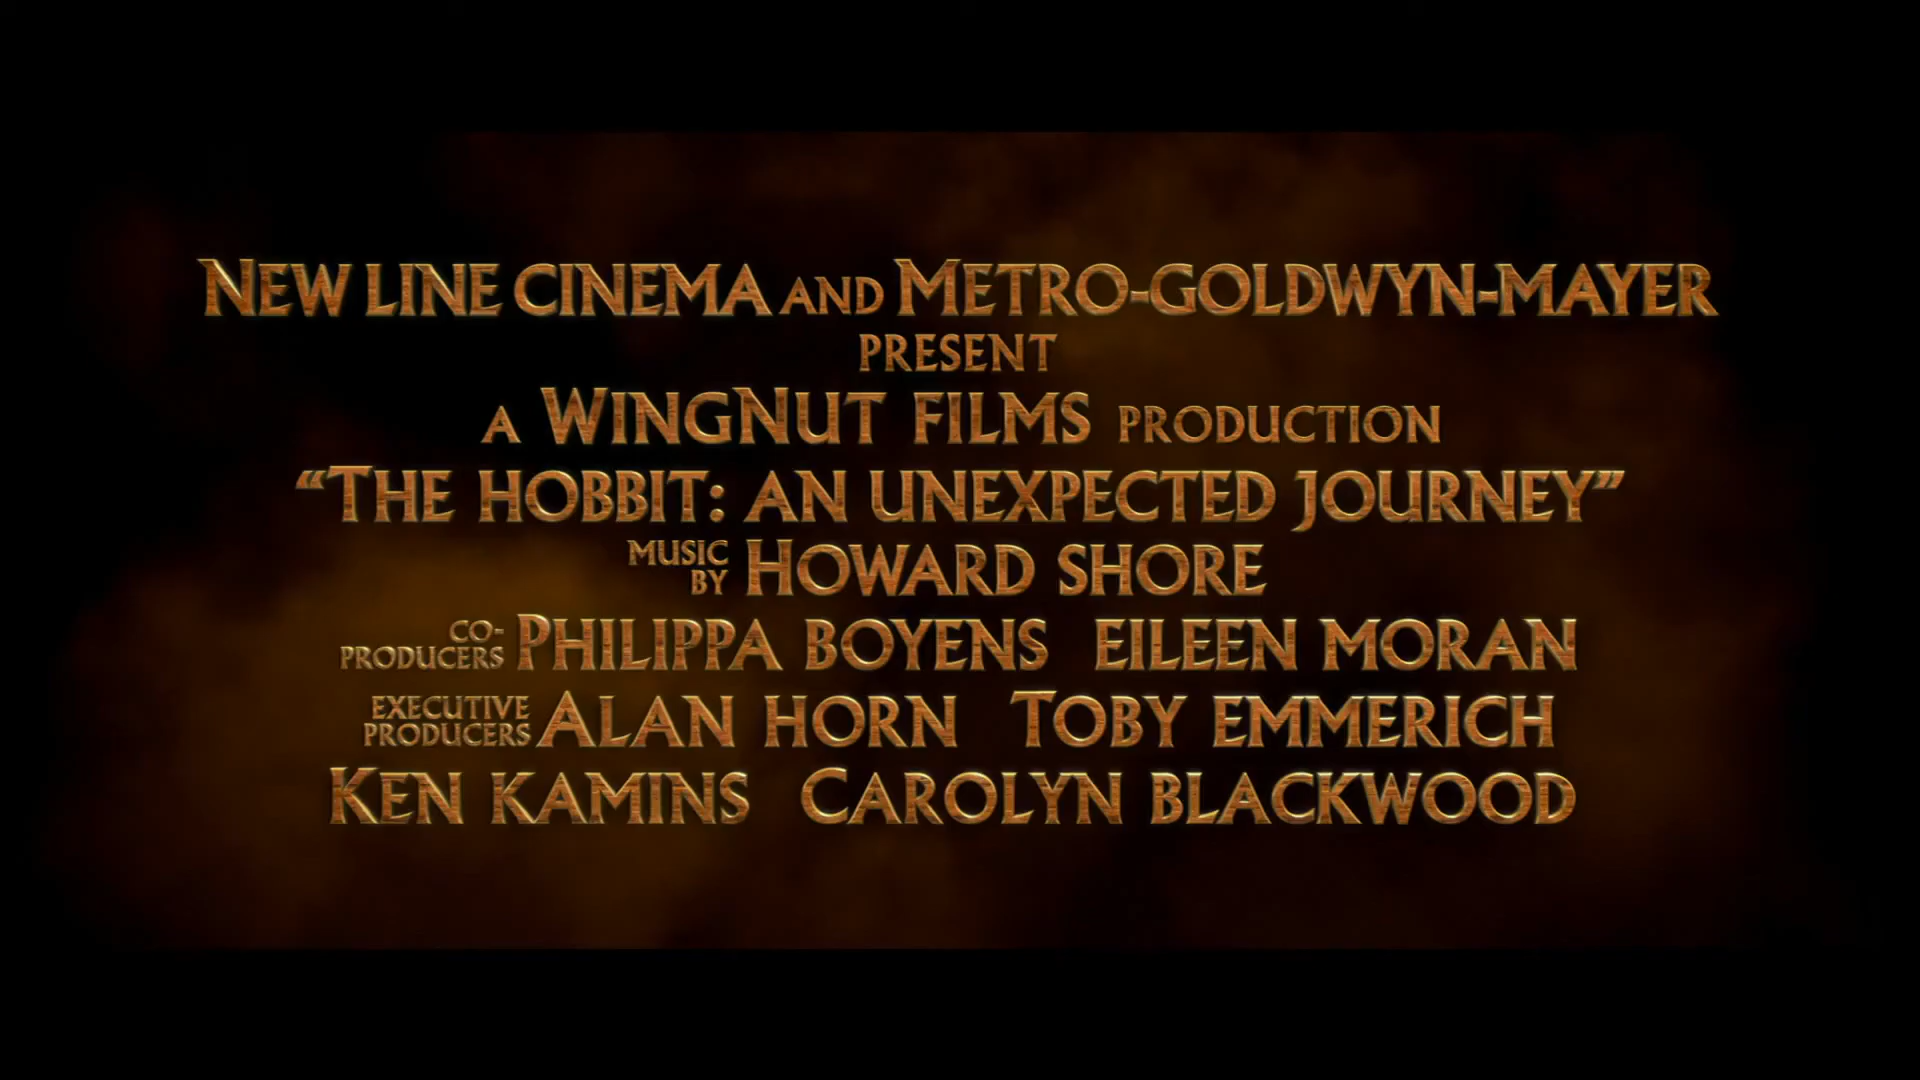 NEW LINE CINEMA AND METRO-GOLDWYN-MAYER
PRESENT
A WINGNUT FILMS PRODUCTION
“THE HOBBIT: AN UNEXPECTED JOURNEY”
MUSIC BY HOWARD SHORE
CO-PRODUCERS PHILIPPA BOYENS EILEEN MORAN
EXECUTIVE PRODUCERS ALAN HORN TOBY EMMERICH
KEN KAMINS CAROLYN BLACKWOOD